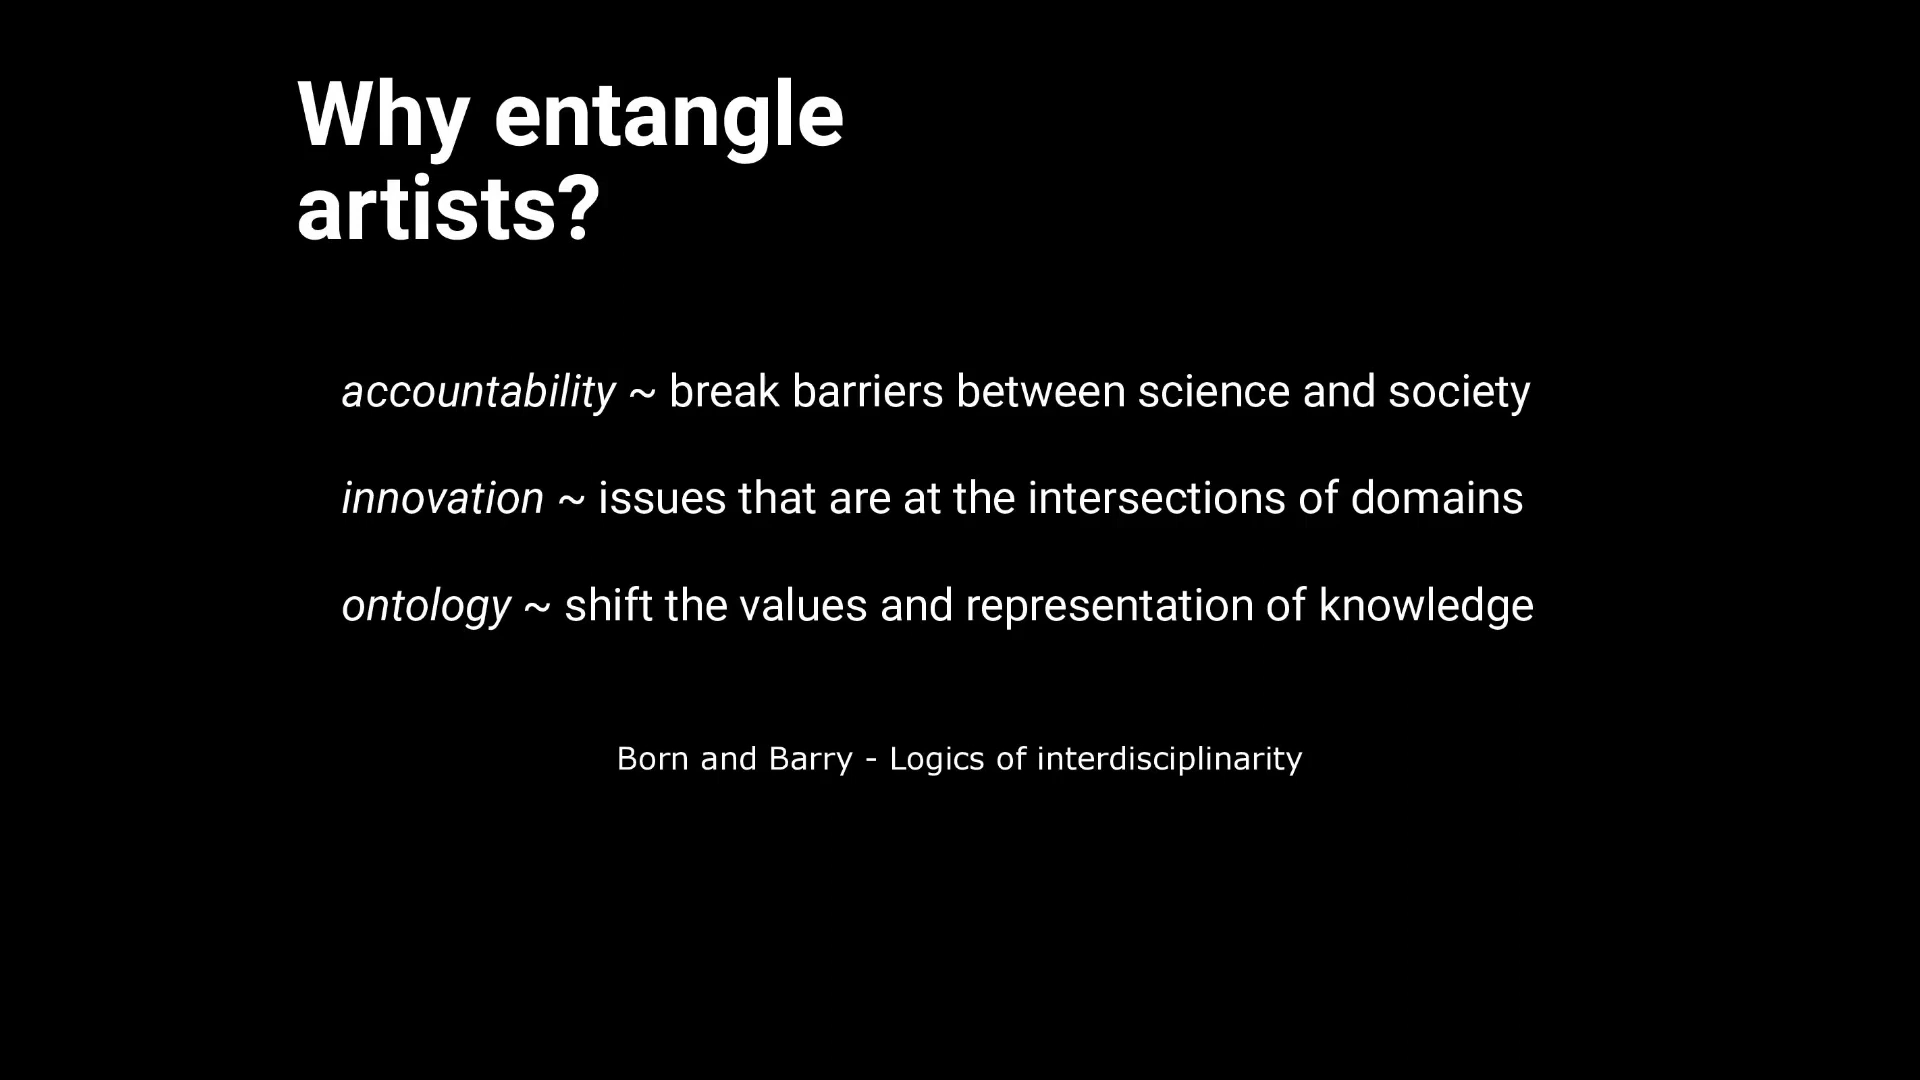 Why entangle
artists?
accountability ~ break barriers between science and society
innovation ~ issues that are at the intersections of domains
ontology ~ shift the values and representation of knowledge
Born and Barry - Logics of interdisciplinarity